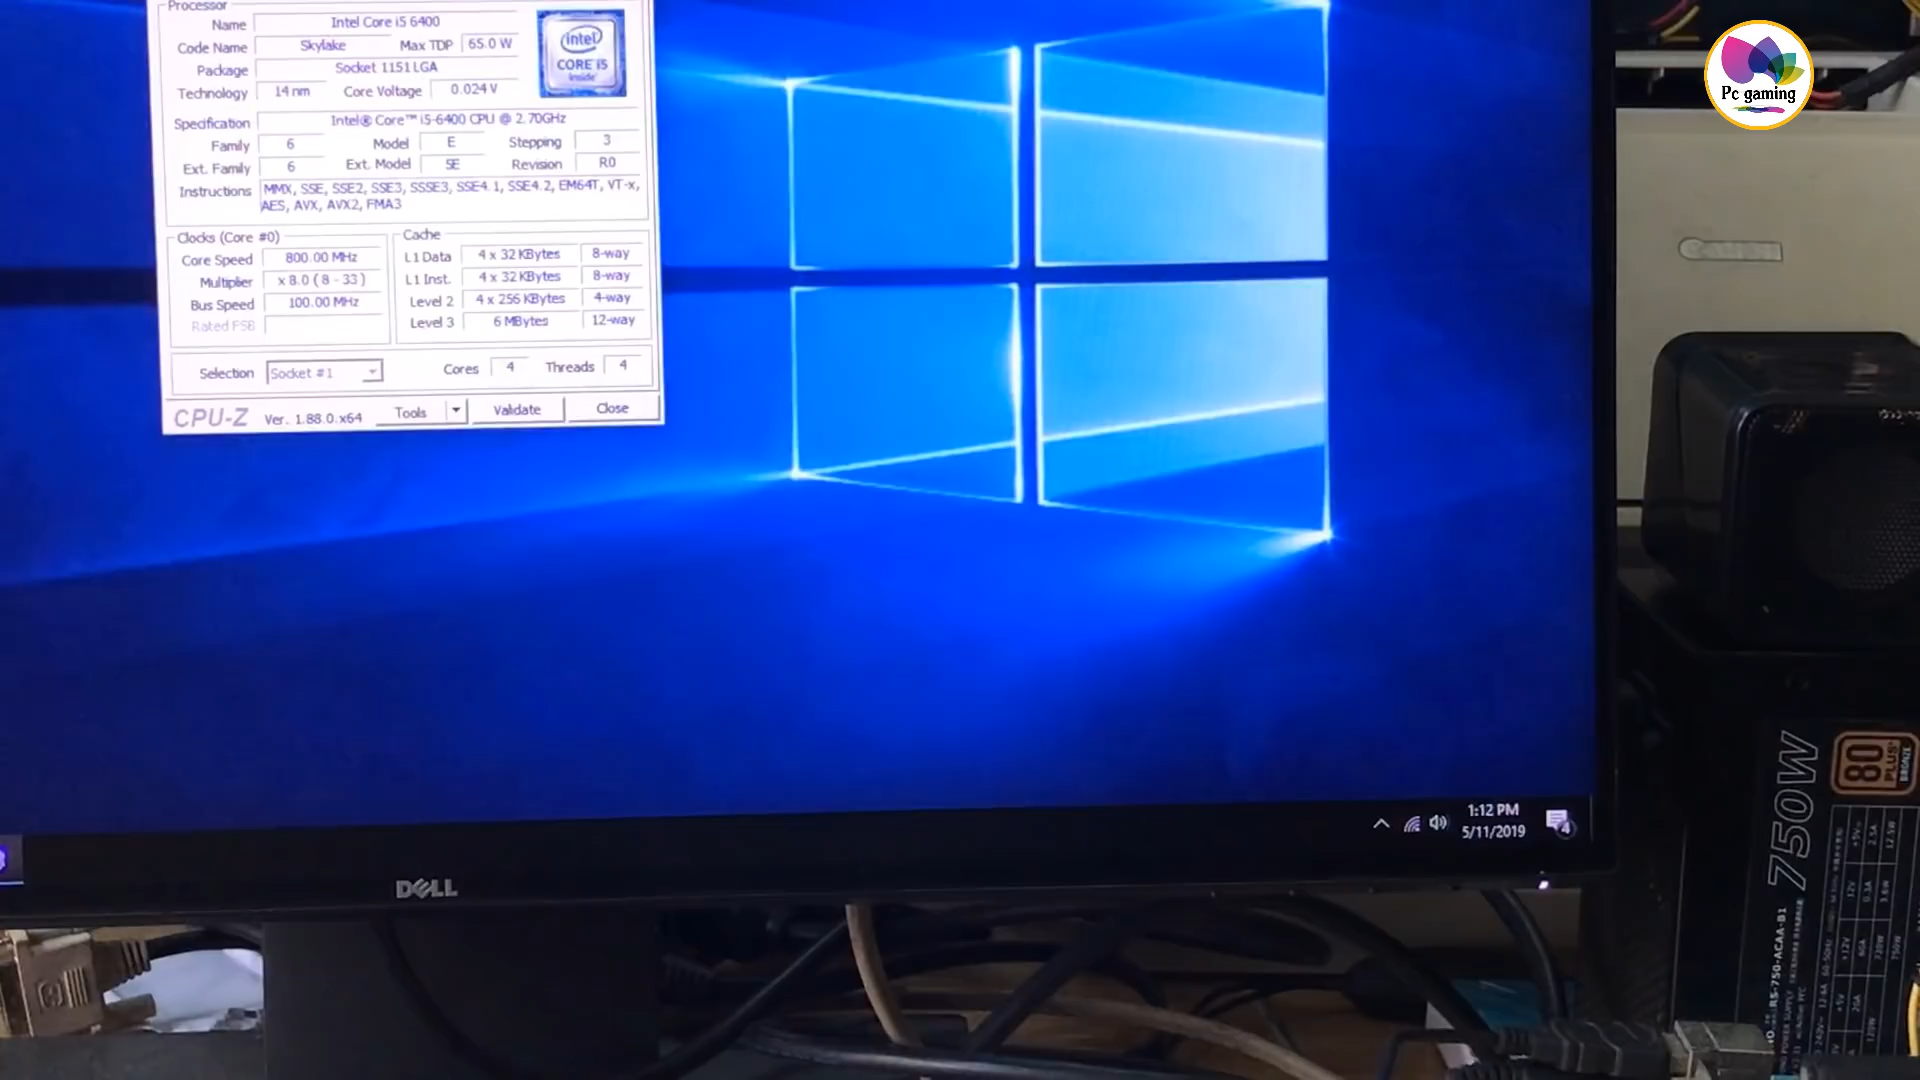 Processor
Name Intel Core i5 6400
Code Name Skylake Max TDP 65.0 W
Package Socket 1151 LGA
Technology 14 nm Core Voltage 0.024 V
Specification Intel® Core™ i5-6400 CPU @ 2.70GHz
Family 6 Model E Stepping 3
Ext. Family 6 Ext. Model 5E Revision R0
Instructions MMX, SSE, SSE2, SSE3, SSSE3, SSE4.1, SSE4.2, EM64T, VT-x,
AES, AVX, AVX2, FMA3
intel
CORE i5
inside
Clocks (Core #0)
Core Speed 800.00 MHz
Multiplier x 8.0 ( 8 - 33 )
Bus Speed 100.00 MHz
Rated FSB
Cache
L1 Data 4 x 32 KBytes 8-way
L1 Inst. 4 x 32 KBytes 8-way
Level 2 4 x 256 KBytes 4-way
Level 3 6 MBytes 12-way
Selection Socket #1 Cores 4 Threads 4
CPU-Z Ver. 1.88.0.x64 Tools Validate Close
Pc gaming
1:12 PM
5/11/2019
4
DELL
750W
80
PLUS
BRONZE
RS-750-ACAA-B1